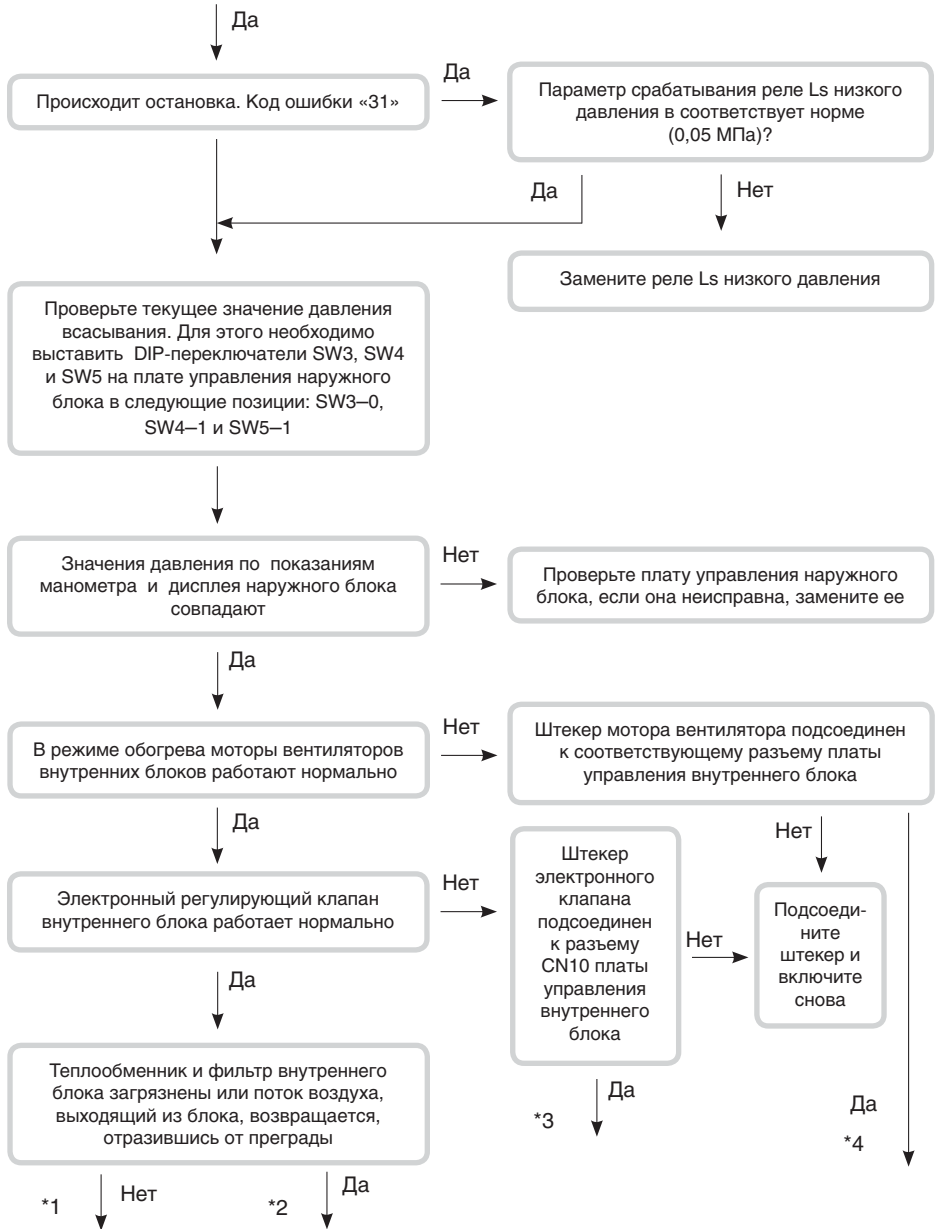 Да
Происходит остановка. Код ошибки «31»
Да
Параметр срабатывания реле Ls низкого
давления в соответствует норме
(0,05 МПа)?
Да
Нет
Замените реле Ls низкого давления
Проверьте текущее значение давления
всасывания. Для этого необходимо
выставить DIP-переключатели SW3, SW4
и SW5 на плате управления наружного
блока в следующие позиции: SW3–0,
SW4–1 и SW5–1
Значения давления по показаниям
манометра и дисплея наружного блока
совпадают
Нет
Проверьте плату управления наружного
блока, если она неисправна, замените ее
Да
В режиме обогрева моторы вентиляторов
внутренних блоков работают нормально
Нет
Штекер мотора вентилятора подсоединен
к соответствующему разъему платы
управления внутреннего блока
Да
Нет
Электронный регулирующий клапан
внутреннего блока работает нормально
Нет
Штекер
электронного
клапана
подсоединен
к разъему
CN10 платы
управления
внутреннего
блока
Нет
Подсоеди-
ните
штекер и
включите
снова
Да
Теплообменник и фильтр внутреннего
блока загрязнены или поток воздуха,
выходящий из блока, возвращается,
отразившись от преграды
Да
*3
Да
*4
*1
Нет
*2
Да